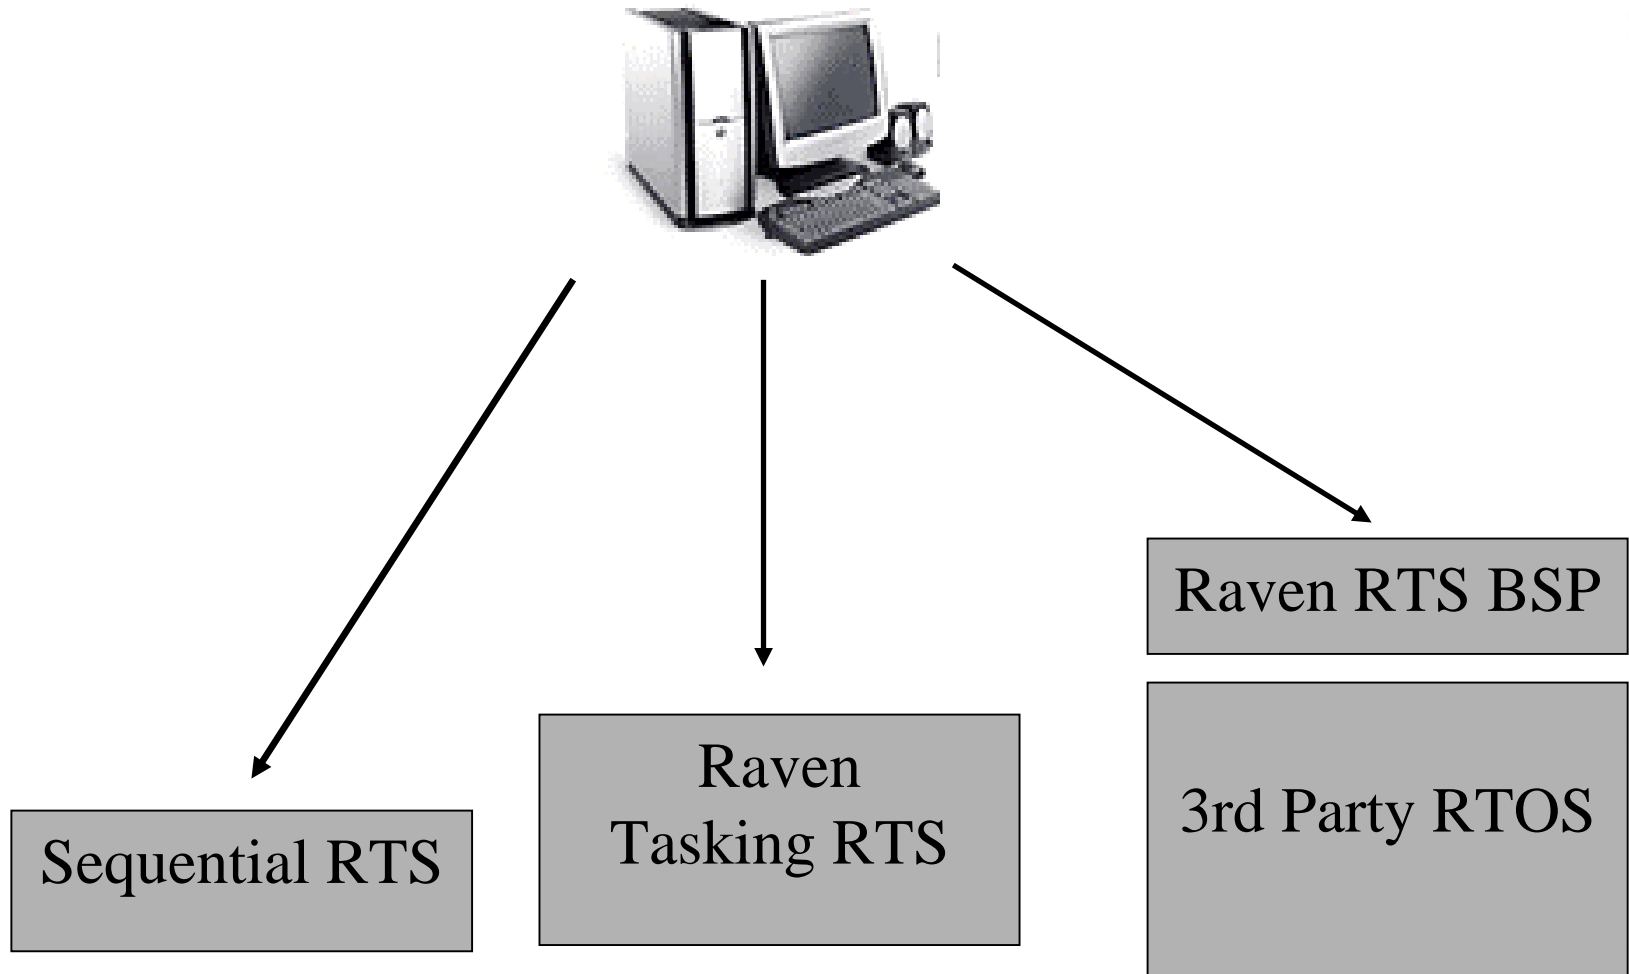 Raven RTS BSP
Raven
Tasking RTS
3rd Party RTOS
Sequential RTS